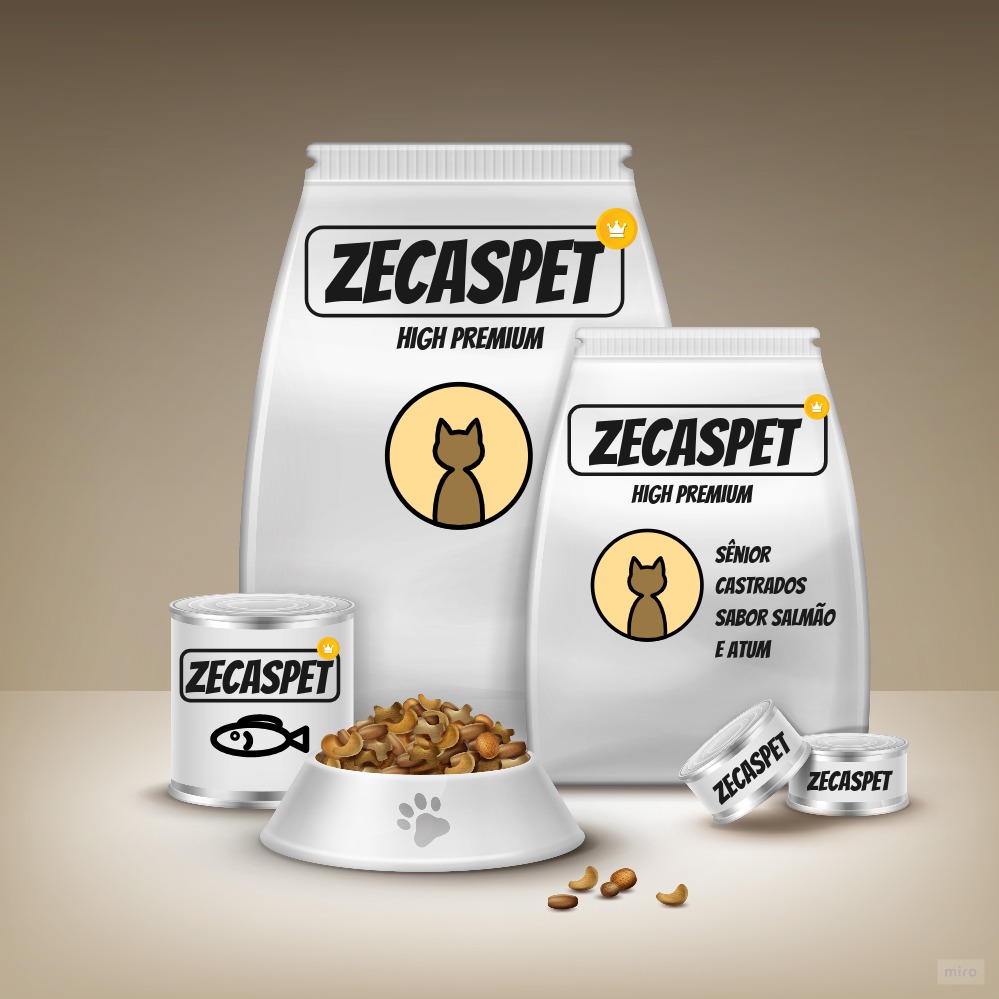 ZECASPET
HIGH PREMIUM
ZECASPET
HIGH PREMIUM
SÊNIOR
CASTRADOS
SABOR SALMÃO
E ATUM
ZECASPET
ZECASPET
ZECASPET
miro